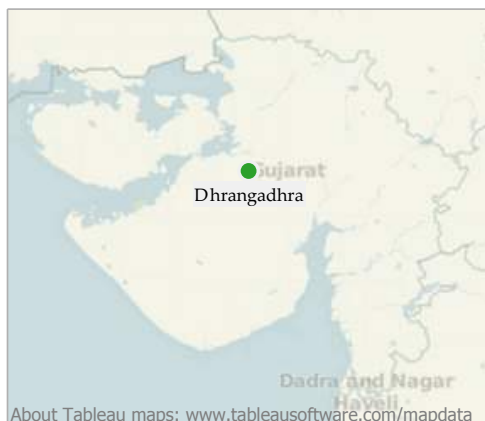 Gujarat
Dhrangadhra
Dadra and Nagar
Haveli
About Tableau maps: www.tableausoftware.com/mapdata